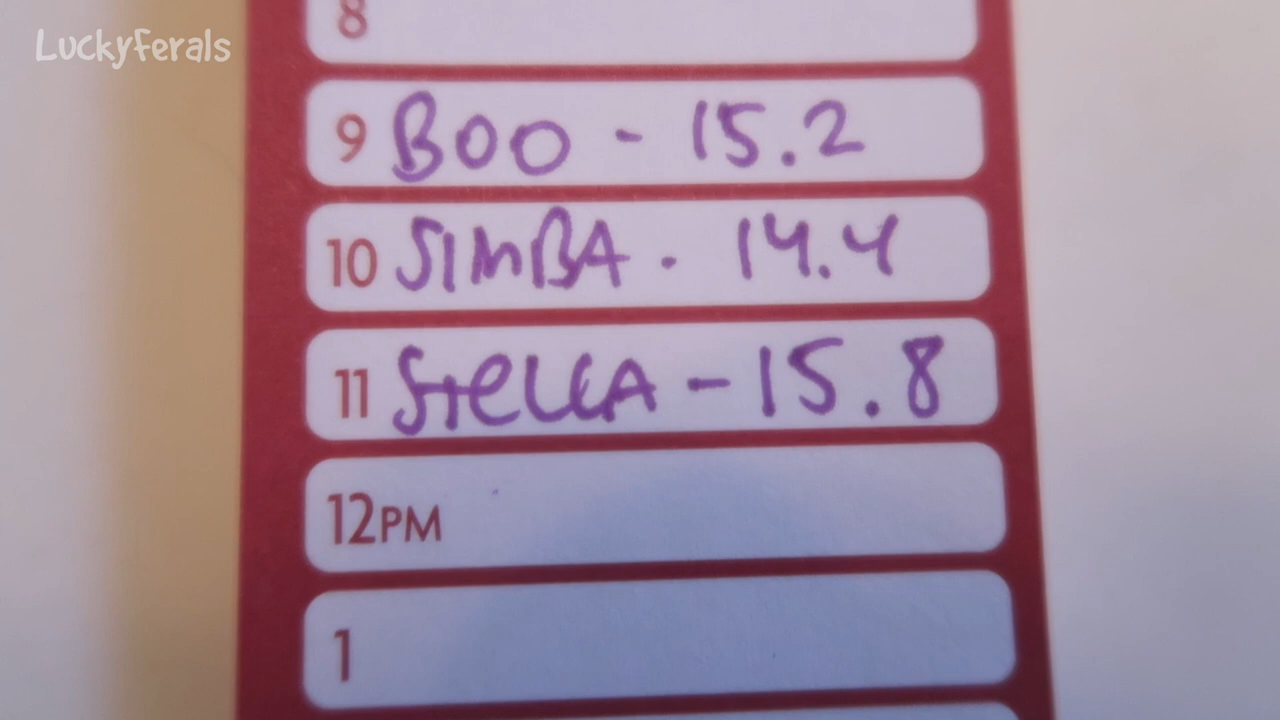 Luckyferals
8
9 BOO - 15.2
10 SIMBA - 14.4
11 STELLA - 15.8
12PM
1